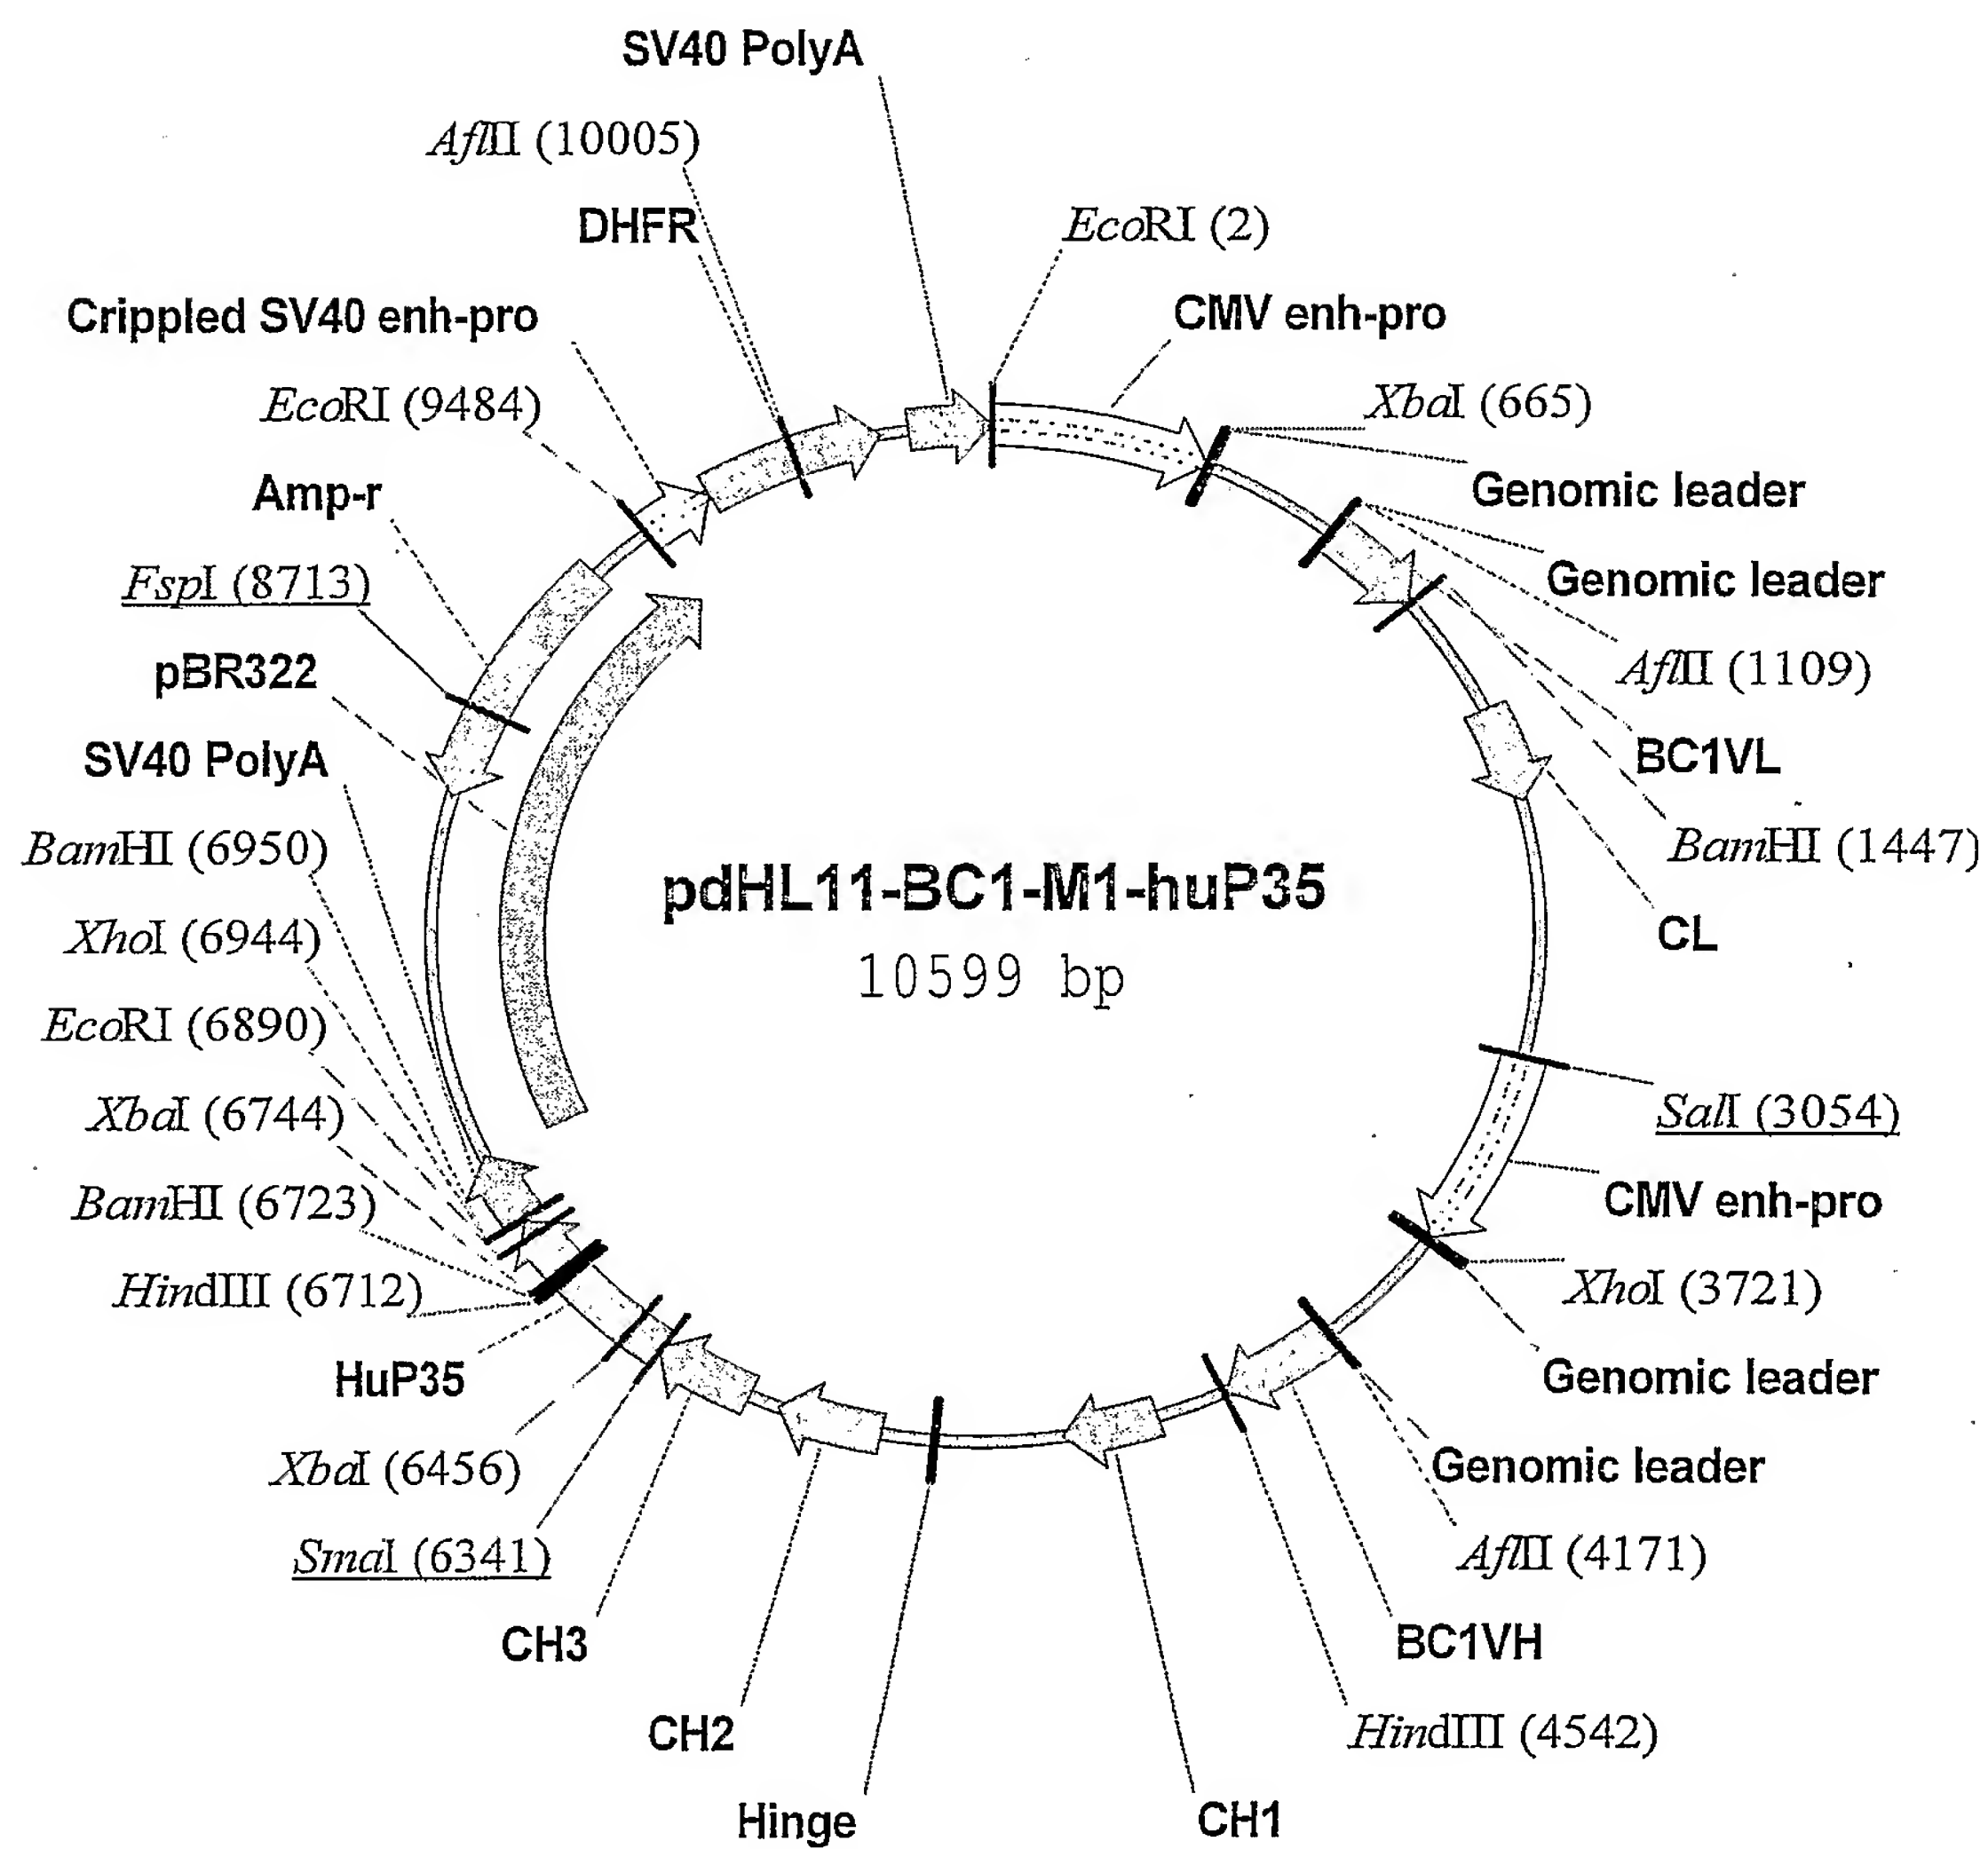 SV40 PolyA
AflII (10005)
DHFR
EcoRI (2)
Crippled SV40 enh-pro
CMV enh-pro
EcoRI (9484)
XbaI (665)
Amp-r
Genomic leader
FspI (8713)
Genomic leader
pBR322
AflII (1109)
SV40 PolyA
BC1VL
BamHI (6950)
BamHI (1447)
pdHL11-BC1-M1-huP35
XhoI (6944)
CL
10599 bp
EcoRI (6890)
XbaI (6744)
SalI (3054)
BamHI (6723)
CMV enh-pro
HindIII (6712)
XhoI (3721)
HuP35
Genomic leader
XbaI (6456)
Genomic leader
SmaI (6341)
AflII (4171)
CH3
BC1VH
CH2
HindIII (4542)
Hinge
CH1